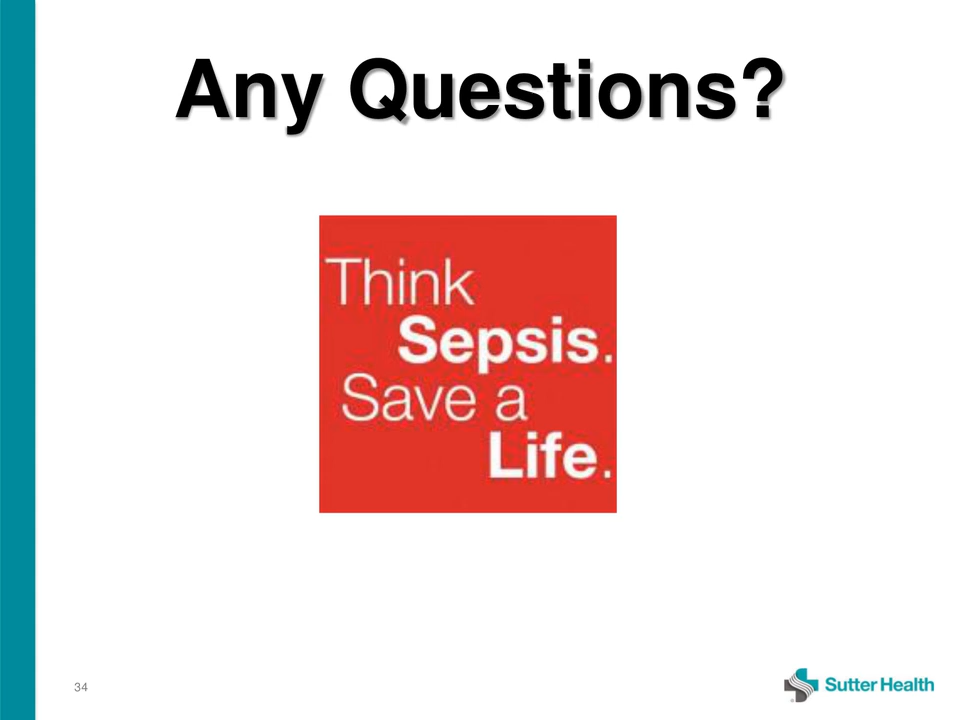 Any Questions?
Think
Sepsis.
Save a
Life.
34
Sutter Health